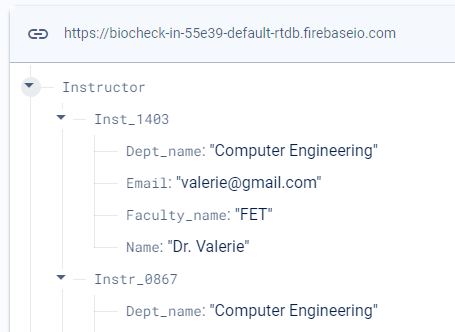 https://biocheck-in-55e39-default-rtdb.firebaseio.com
Instructor
Inst_1403
Dept_name: "Computer Engineering"
Email: "valerie@gmail.com"
Faculty_name: "FET"
Name: "Dr. Valerie"
Instr_0867
Dept_name: "Computer Engineering"